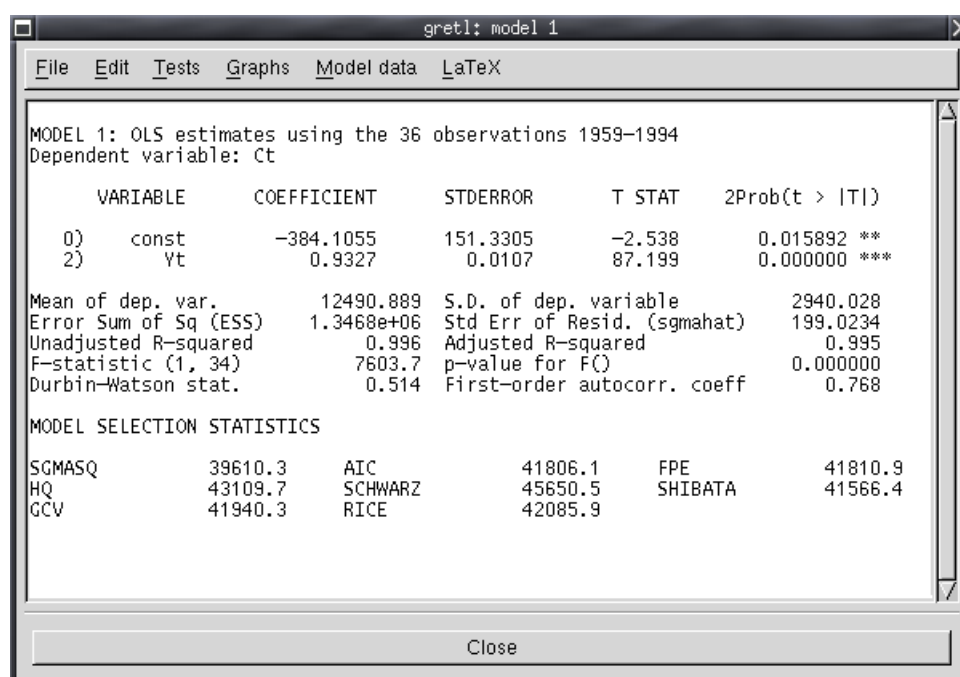 gretl: model 1
File Edit Tests Graphs Model data LaTeX
MODEL 1: OLS estimates using the 36 observations 1959-1994
Dependent variable: Ct
VARIABLE COEFFICIENT STDERROR T STAT 2Prob(t > |T|)
0) const -384.1055 151.3305 -2.538 0.015892 **
2) Yt 0.9327 0.0107 87.199 0.000000 ***
Mean of dep. var. 12490.889 S.D. of dep. variable 2940.028
Error Sum of Sq (ESS) 1.3468e+06 Std Err of Resid. (sgmahat) 199.0234
Unadjusted R-squared 0.996 Adjusted R-squared 0.995
F-statistic (1, 34) 7603.7 p-value for F() 0.000000
Durbin-Watson stat. 0.514 First-order autocorr. coeff 0.768
MODEL SELECTION STATISTICS
SGMASQ 39610.3 AIC 41806.1 FPE 41810.9
HQ 43109.7 SCHWARZ 45650.5 SHIBATA 41566.4
GCV 41940.3 RICE 42085.9
Close